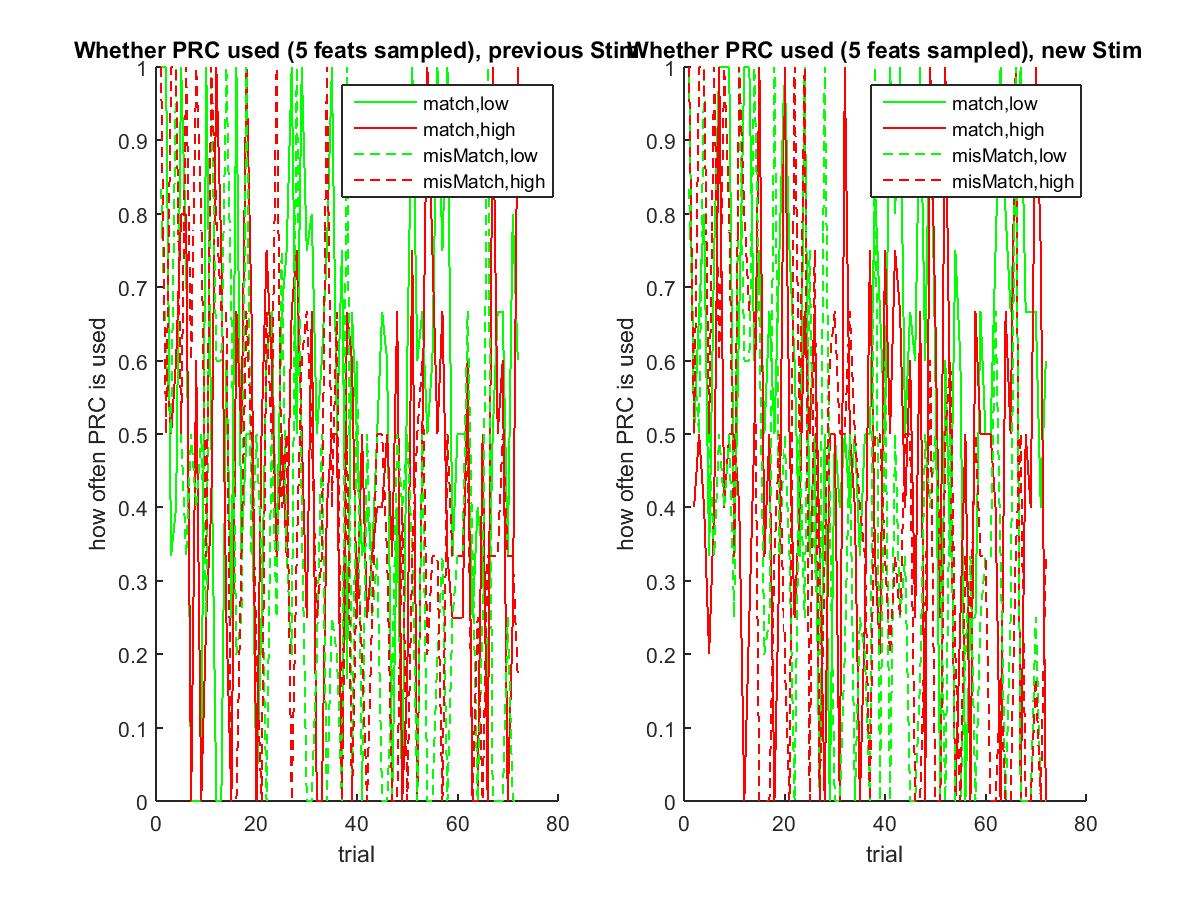 Whether PRC used (5 feats sampled), previous Stim
Whether PRC used (5 feats sampled), new Stim
how often PRC is used
1
0.9
0.8
0.7
0.6
0.5
0.4
0.3
0.2
0.1
0
0
20
40
60
80
trial
match,low
match,high
misMatch,low
misMatch,high
how often PRC is used
1
0.9
0.8
0.7
0.6
0.5
0.4
0.3
0.2
0.1
0
0
20
40
60
80
trial
match,low
match,high
misMatch,low
misMatch,high